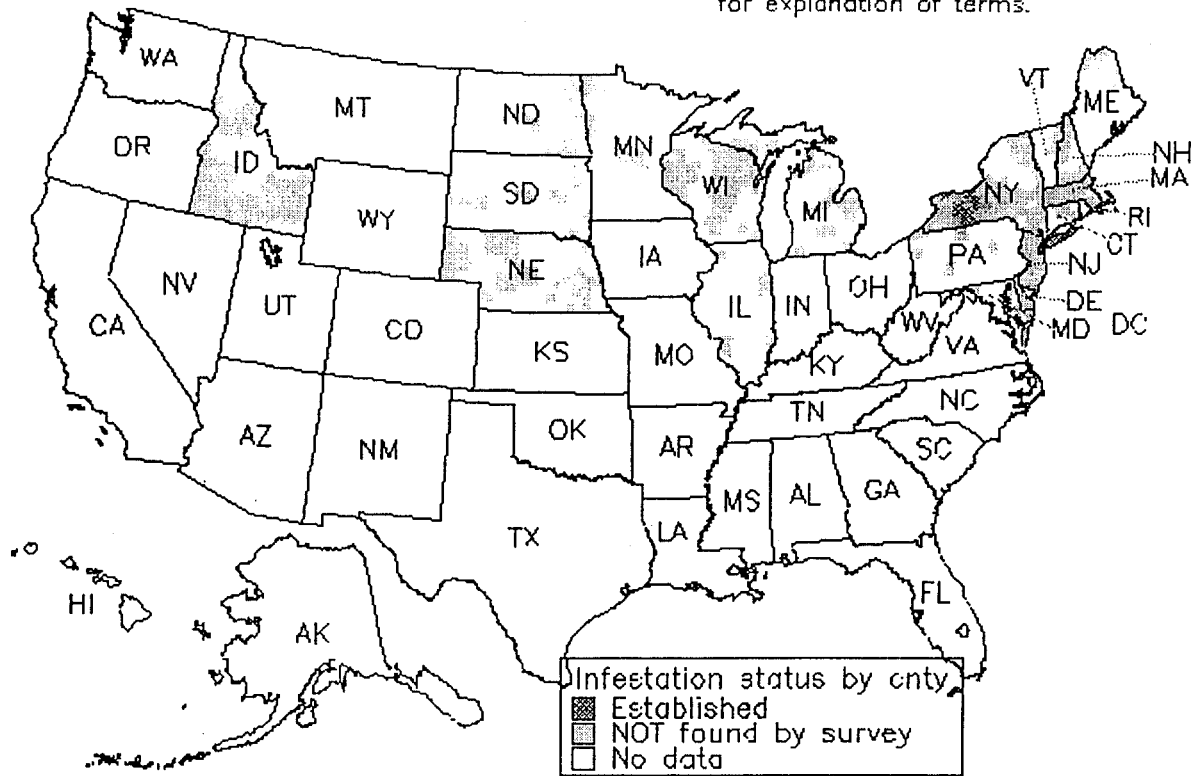 for explanation of terms.
WA
MT
ND
MN
VT
ME
OR
ID
SD
WI
MI
NY
NH
MA
RI
CT
WY
NE
IA
PA
NJ
NV
UT
CO
IL
IN
OH
DE
MD
DC
CA
KS
MO
WV
VA
KY
AZ
NM
OK
AR
TN
NC
SC
TX
LA
MS
AL
GA
FL
HI
AK
Infestation status by cnty
Established
NOT found by survey
No data